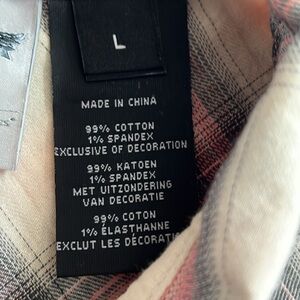 L
MADE IN CHINA
99% COTTON
1% SPANDEX
EXCLUSIVE OF DECORATION
99% KATOEN
1% SPANDEX
MET UITZONDERING
VAN DECORATIE
99% COTON
1% ÉLASTHANNE
EXCLUT LES DÉCORATI